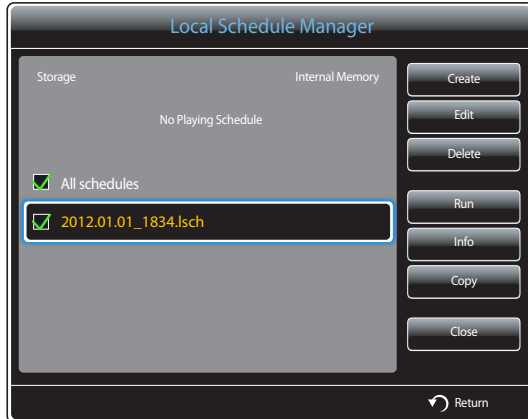 Local Schedule Manager
Storage Internal Memory
No Playing Schedule
All schedules
2012.01.01_1834.lsch
Create
Edit
Delete
Run
Info
Copy
Close
Return